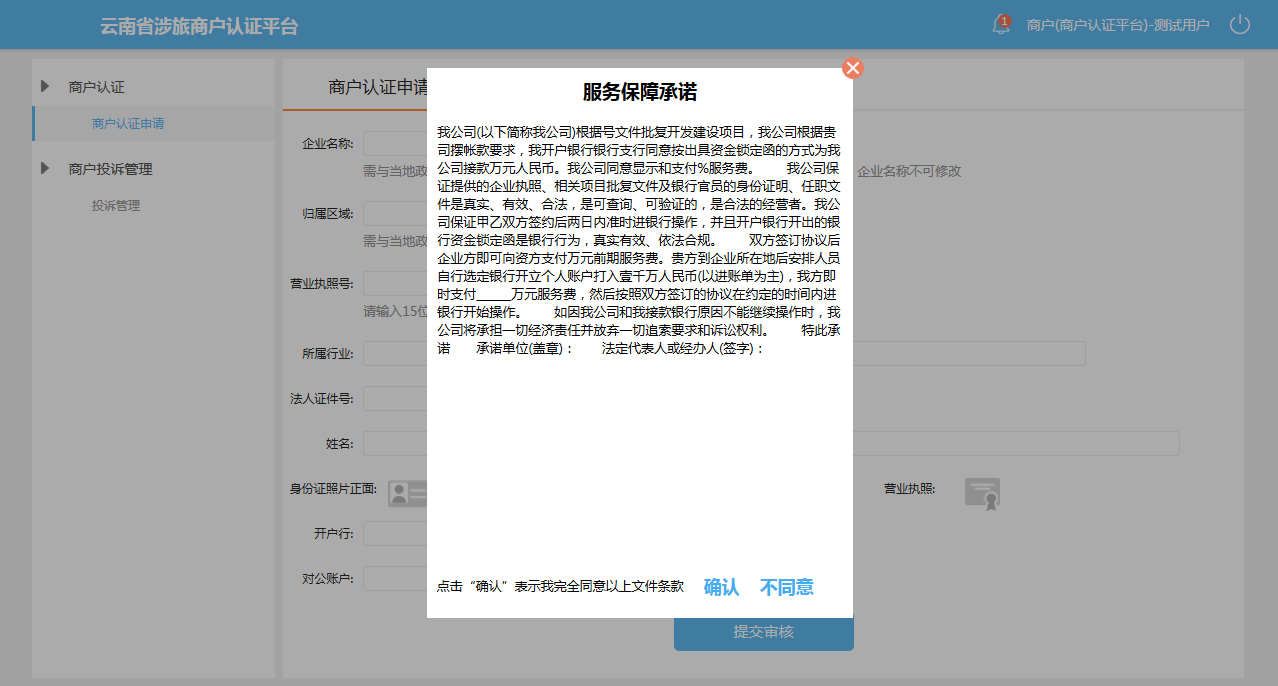 云南省涉旅商户认证平台
1
商户(商户认证平台)-测试用户
商户认证
商户认证申请
商户投诉管理
投诉管理
商户认证申请
企业名称:
需与当地政
企业名称不可修改
归属区域:
需与当地政
营业执照号:
请输入15位
所属行业:
法人证件号:
姓名:
身份证照片正面:
营业执照:
开户行:
对公账户:
服务保障承诺
我公司(以下简称我公司)根据号文件批复开发建设项目，我公司根据贵
司摆帐款要求，我开户银行银行支行同意按出具资金锁定函的方式为我
公司接款万元人民币。我公司同意显示和支付%服务费。　　我公司保
证提供的企业执照、相关项目批复文件及银行官员的身份证明、任职文
件是真实、有效、合法，是可查询、可验证的，是合法的经营者。我公
司保证甲乙双方签约后两日内准时进银行操作，并且开户银行开出的银
行资金锁定函是银行行为，真实有效、依法合规。　　双方签订协议后
企业方即可向资方支付万元前期服务费。贵方到企业所在地后安排人员
自行选定银行开立个人账户打入壹千万人民币(以进账单为主)，我方即
时支付______万元服务费，然后按照双方签订的协议在约定的时间内进
银行开始操作。　　如因我公司和我接款银行原因不能继续操作时，我
公司将承担一切经济责任并放弃一切追索要求和诉讼权利。　　特此承
诺　　承诺单位(盖章)：　　法定代表人或经办人(签字)：
点击“确认”表示我完全同意以上文件条款
确认
不同意
提交审核